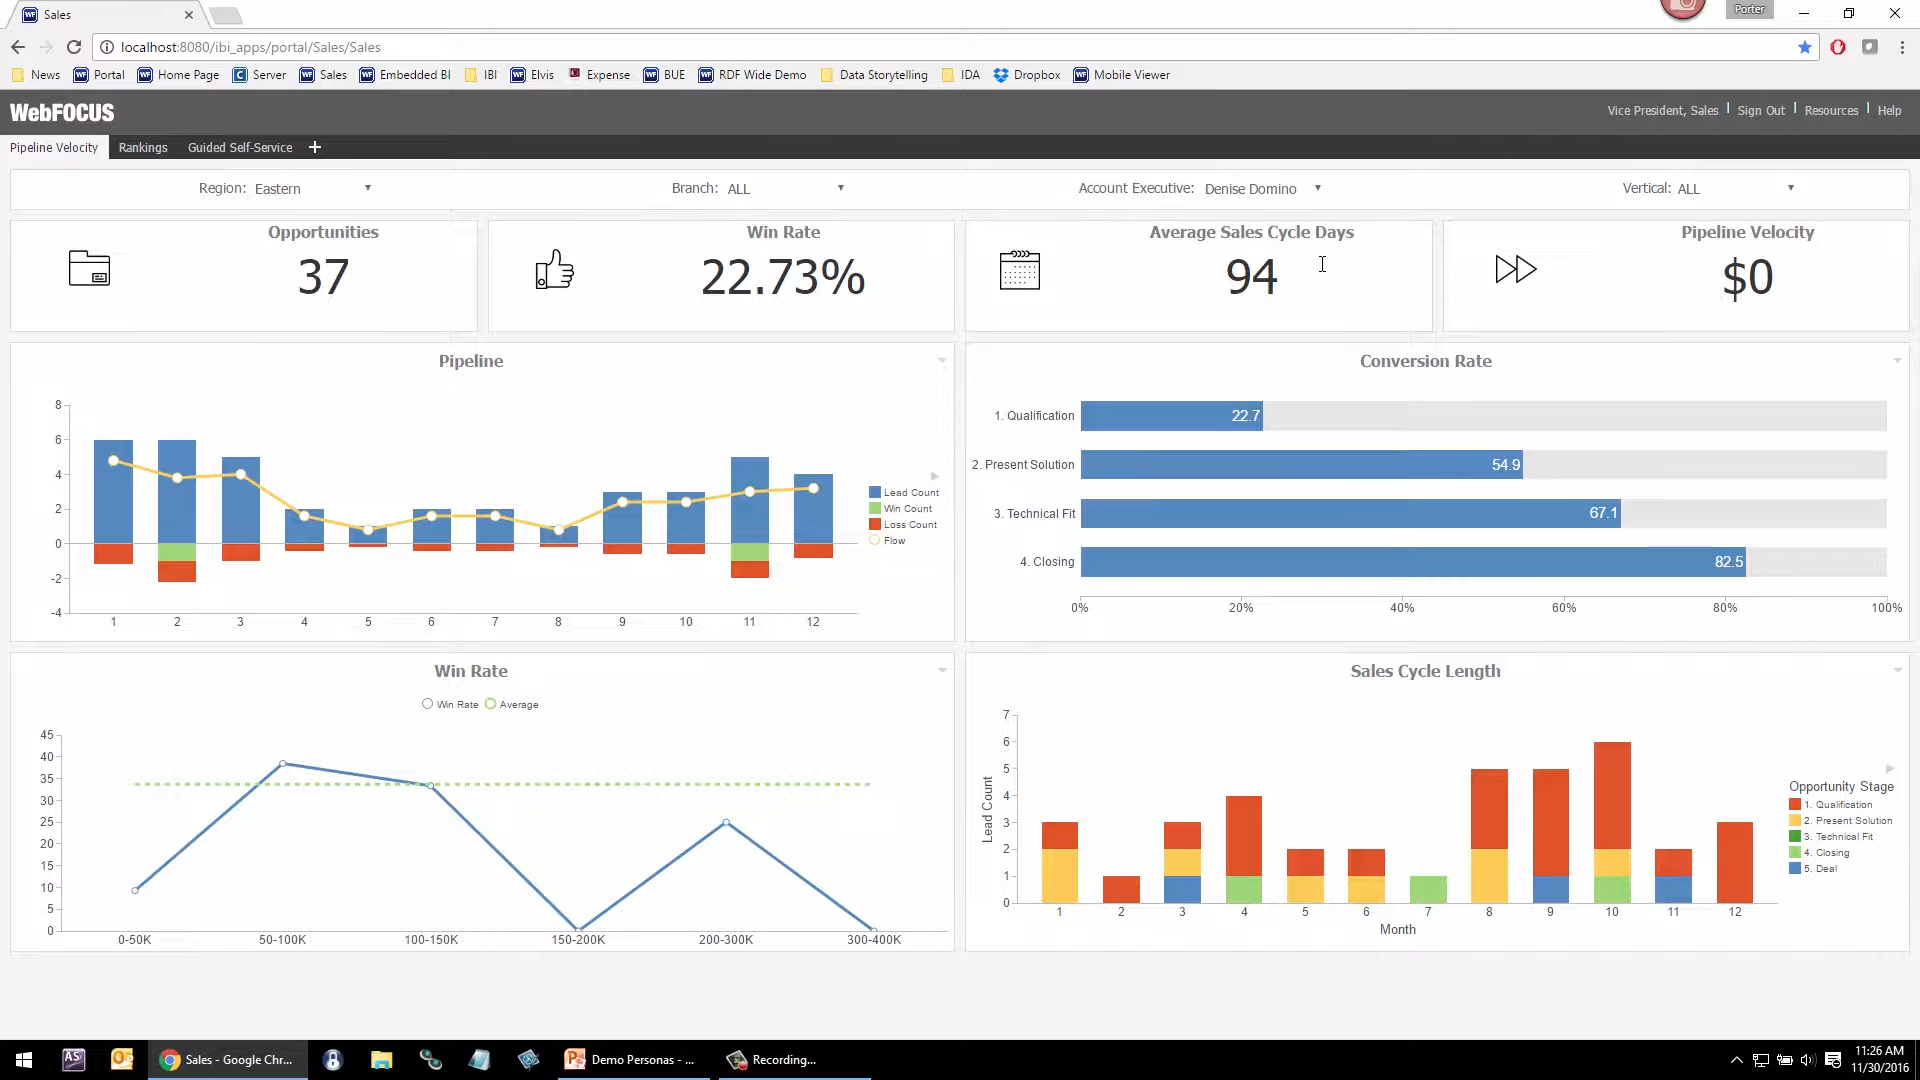 Sales
Porter
localhost:8080/ibi_apps/portal/Sales/Sales
News Portal Home Page Server Sales Embedded BI IBI Elvis Expense BUE RDF Wide Demo Data Storytelling IDA Dropbox Mobile Viewer
WebFOCUS
Vice President, Sales Sign Out Resources Help
Pipeline Velocity Rankings Guided Self-Service +
Region: Eastern Branch: ALL Account Executive: Denise Domino Vertical: ALL
Opportunities
37
Win Rate
22.73%
Average Sales Cycle Days
94
Pipeline Velocity
$0
Pipeline
8
6
4
2
0
-2
-4
1 2 3 4 5 6 7 8 9 10 11 12
Lead Count
Win Count
Loss Count
Flow
Conversion Rate
1. Qualification 22.7
2. Present Solution 54.9
3. Technical Fit 67.1
4. Closing 82.5
0% 20% 40% 60% 80% 100%
Win Rate
Win Rate Average
45
40
35
30
25
20
15
10
5
0
0-50K 50-100K 100-150K 150-200K 200-300K 300-400K
Sales Cycle Length
Lead Count
7
6
5
4
3
2
1
0
1 2 3 4 5 6 7 8 9 10 11 12
Month
Opportunity Stage
1. Qualification
2. Present Solution
3. Technical Fit
4. Closing
5. Deal
Sales - Google Chr... Demo Personas - ... Recording...
11:26 AM
11/30/2016